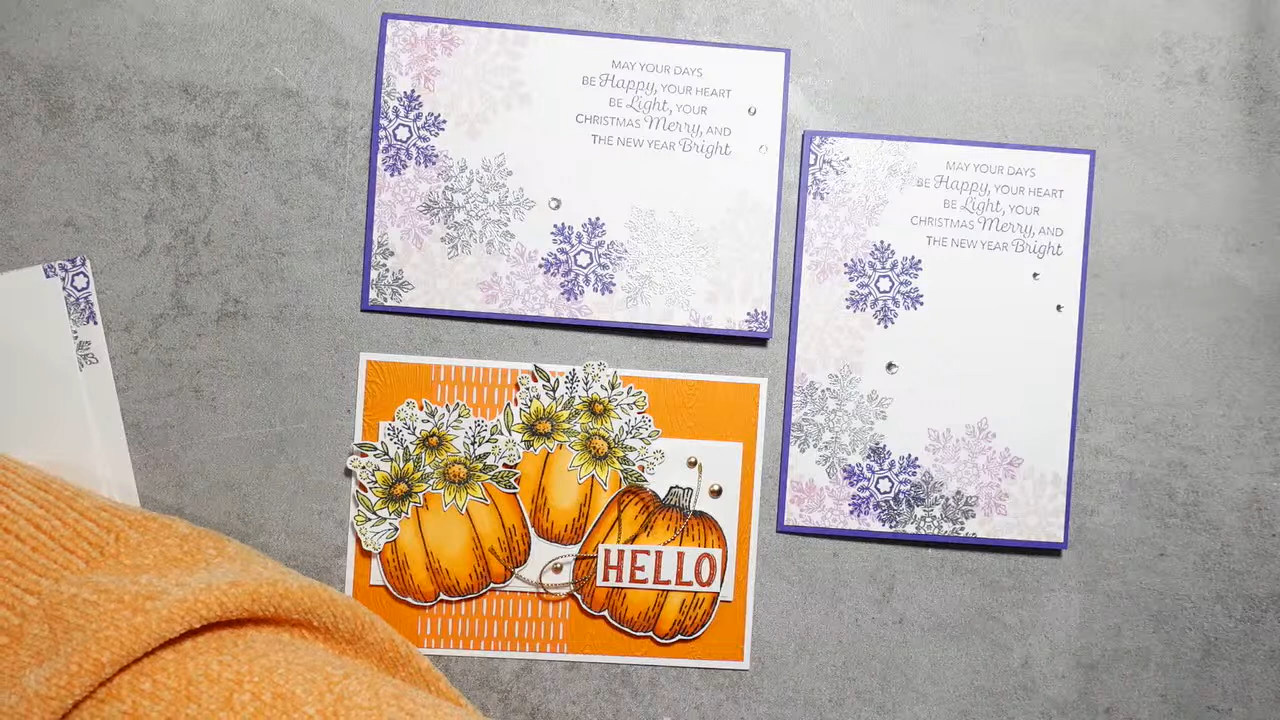 MAY YOUR DAYS
BE Happy, YOUR HEART
BE Light, YOUR
CHRISTMAS Merry, AND
THE NEW YEAR Bright
MAY YOUR DAYS
BE Happy, YOUR HEART
BE Light, YOUR
CHRISTMAS Merry, AND
THE NEW YEAR Bright
HELLO